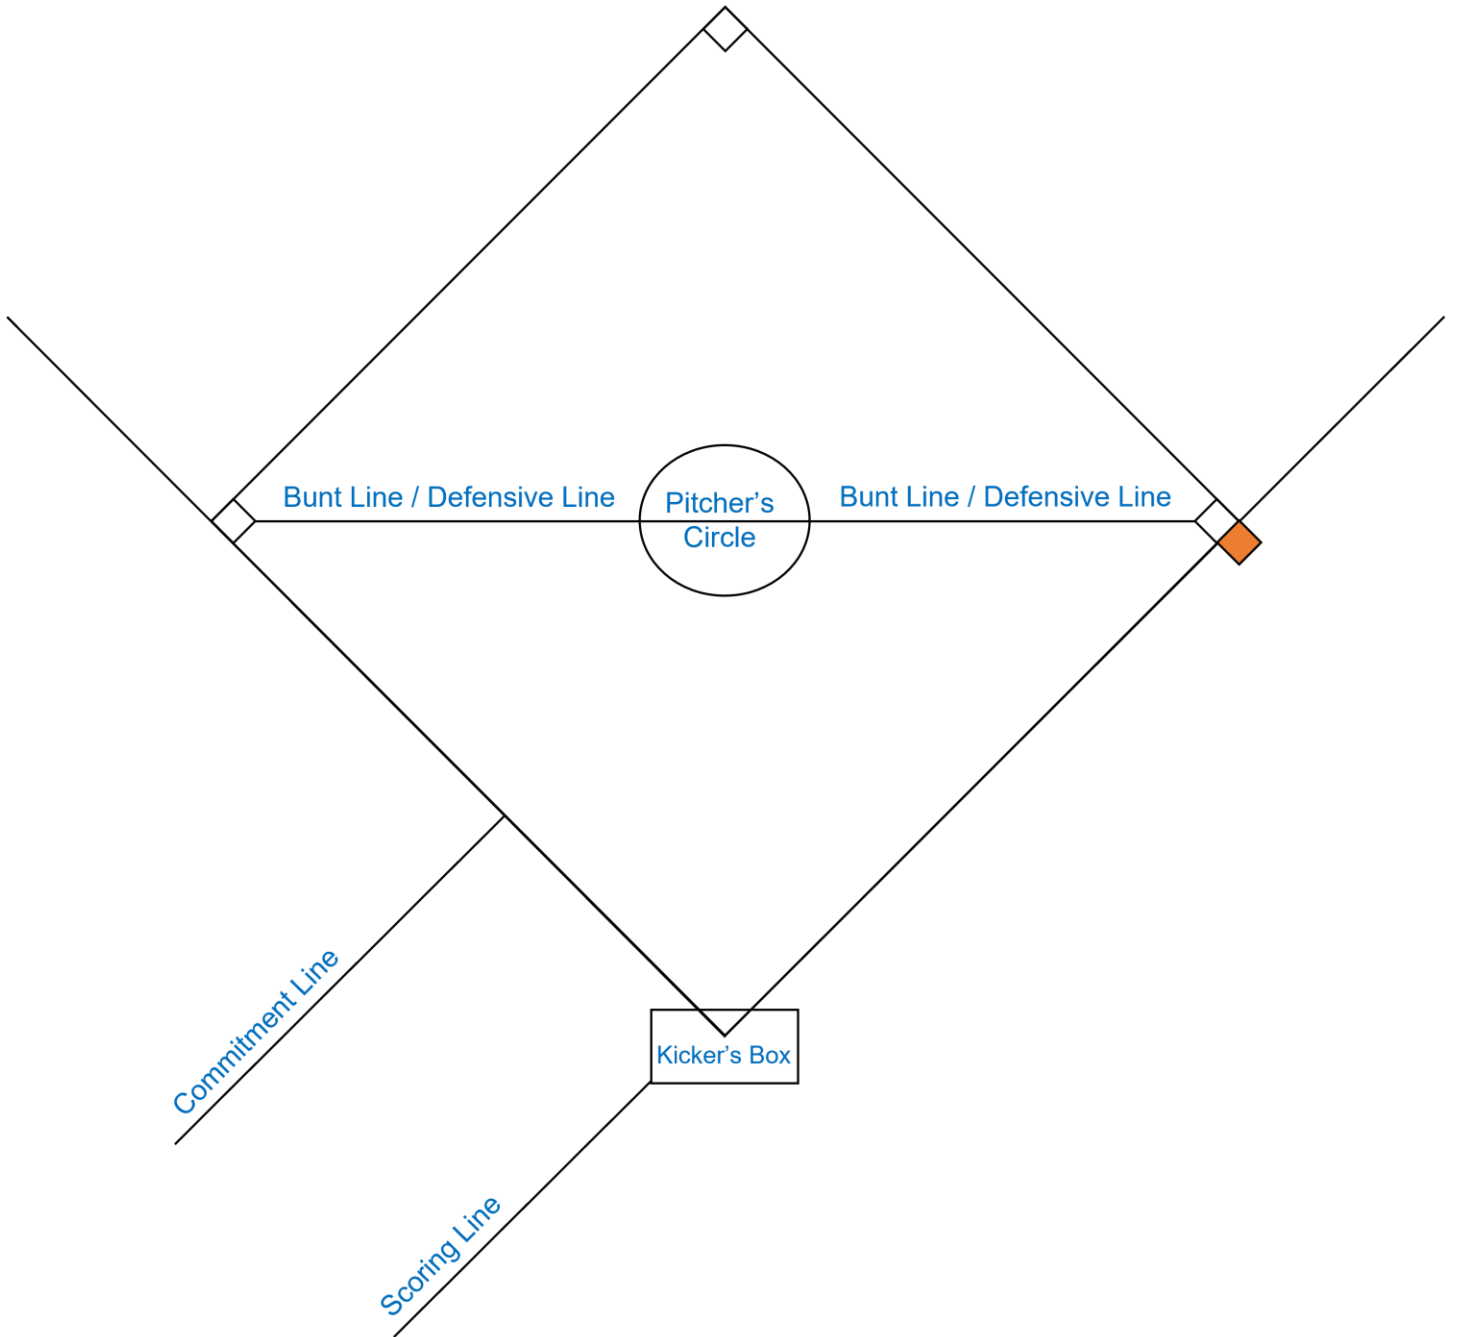 Bunt Line / Defensive Line
Pitcher’s
Circle
Bunt Line / Defensive Line
Commitment Line
Kicker’s Box
Scoring Line